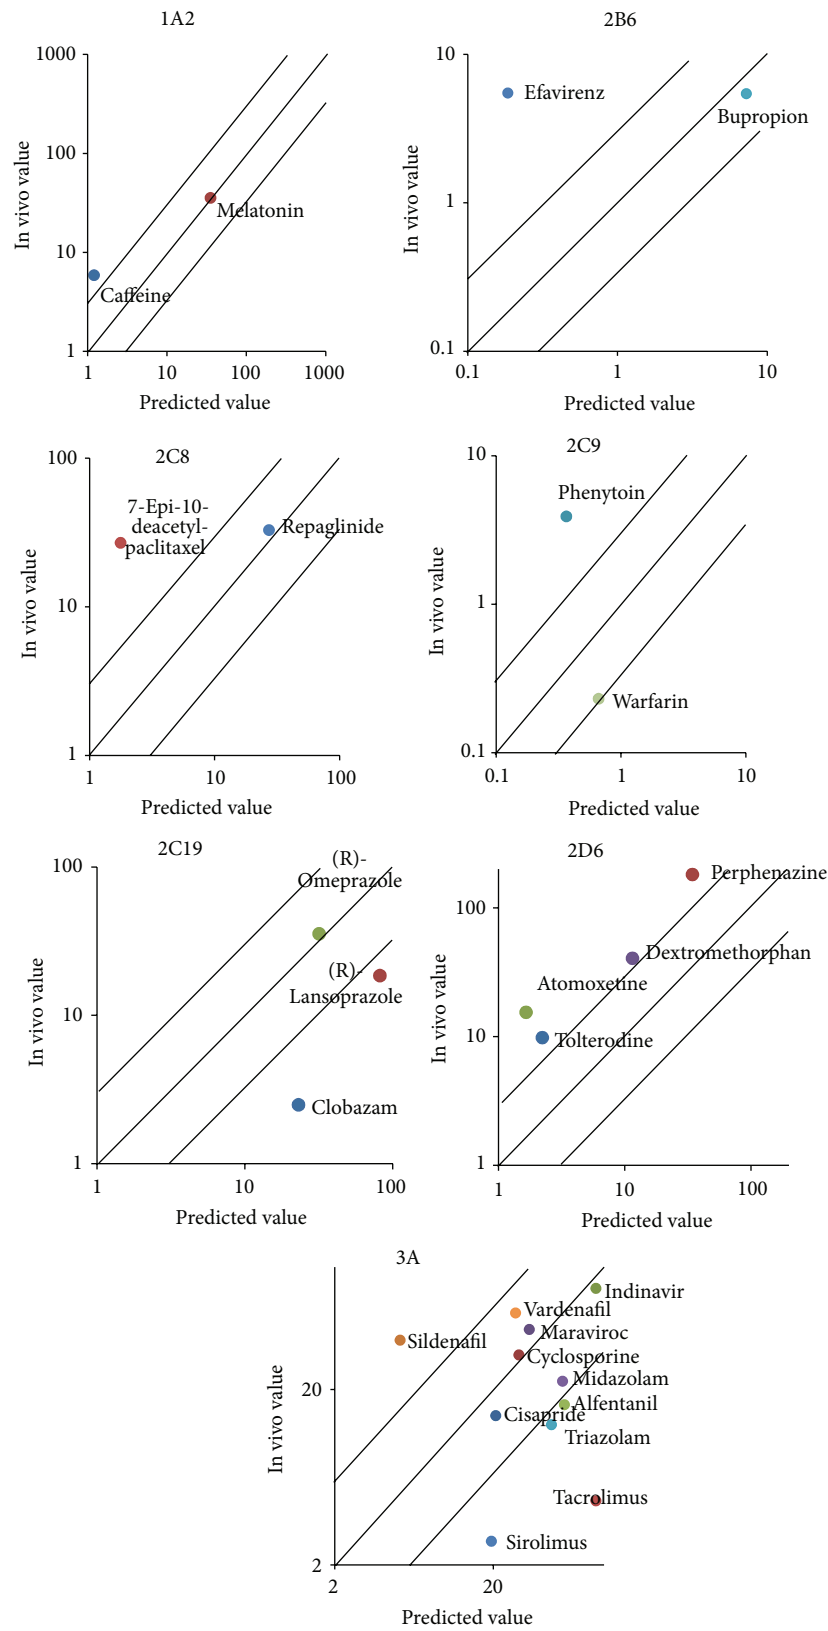 1A2
1000
100
10
1
1
10
100
1000
In vivo value
Predicted value
Melatonin
Caffeine
2B6
10
1
0.1
0.1
1
10
In vivo value
Predicted value
Efavirenz
Bupropion
2C8
100
10
1
1
10
100
In vivo value
Predicted value
7-Epi-10-
deacetyl-
paclitaxel
Repaglinide
2C9
10
1
0.1
0.1
1
10
In vivo value
Predicted value
Phenytoin
Warfarin
2C19
100
10
1
1
10
100
In vivo value
Predicted value
(R)-
Omeprazole
(R)-
Lansoprazole
Clobazam
2D6
100
10
1
1
10
100
In vivo value
Predicted value
Perphenazine
Dextromethorphan
Atomoxetine
Tolterodine
3A
20
2
2
20
In vivo value
Predicted value
Indinavir
Vardenafil
Maraviroc
Sildenafil
Cyclosporine
Midazolam
Alfentanil
Cisapride
Triazolam
Tacrolimus
Sirolimus